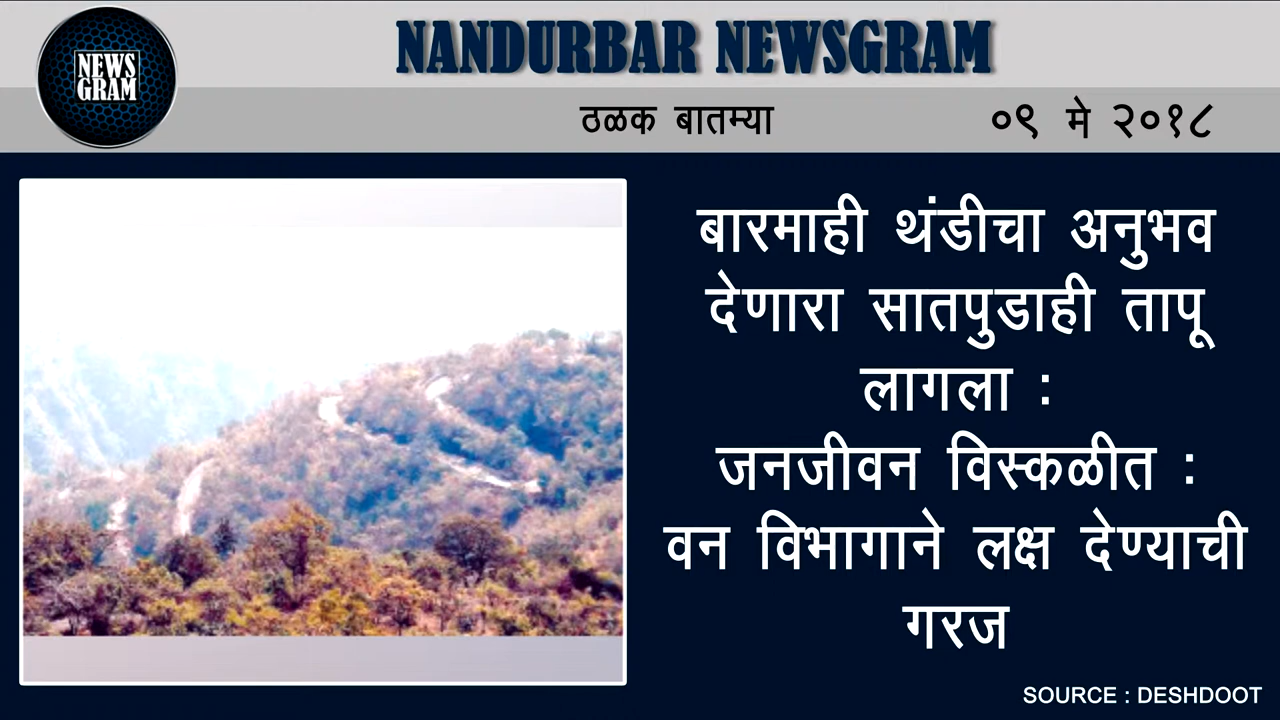 NEWS
GRAM
NANDURBAR NEWSGRAM
ठळक बातम्या
०९ मे २०१८
बारमाही थंडीचा अनुभव
देणारा सातपुडाही तापू
लागला :
जनजीवन विस्कळीत :
वन विभागाने लक्ष देण्याची
गरज
SOURCE : DESHDOOT